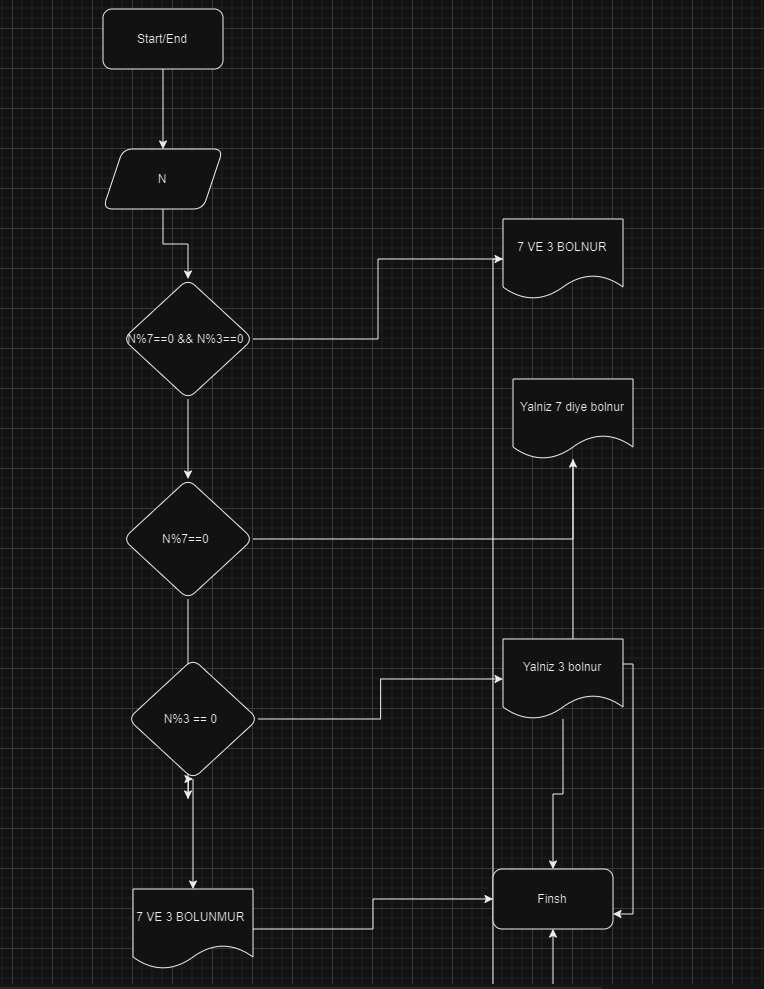 Start/End
N
7 VE 3 BOLNUR
N%7==0 && N%3==0
Yalniz 7 diye bolnur
N%7==0
Yalniz 3 bolnur
N%3 == 0
Finsh
7 VE 3 BOLUNMUR